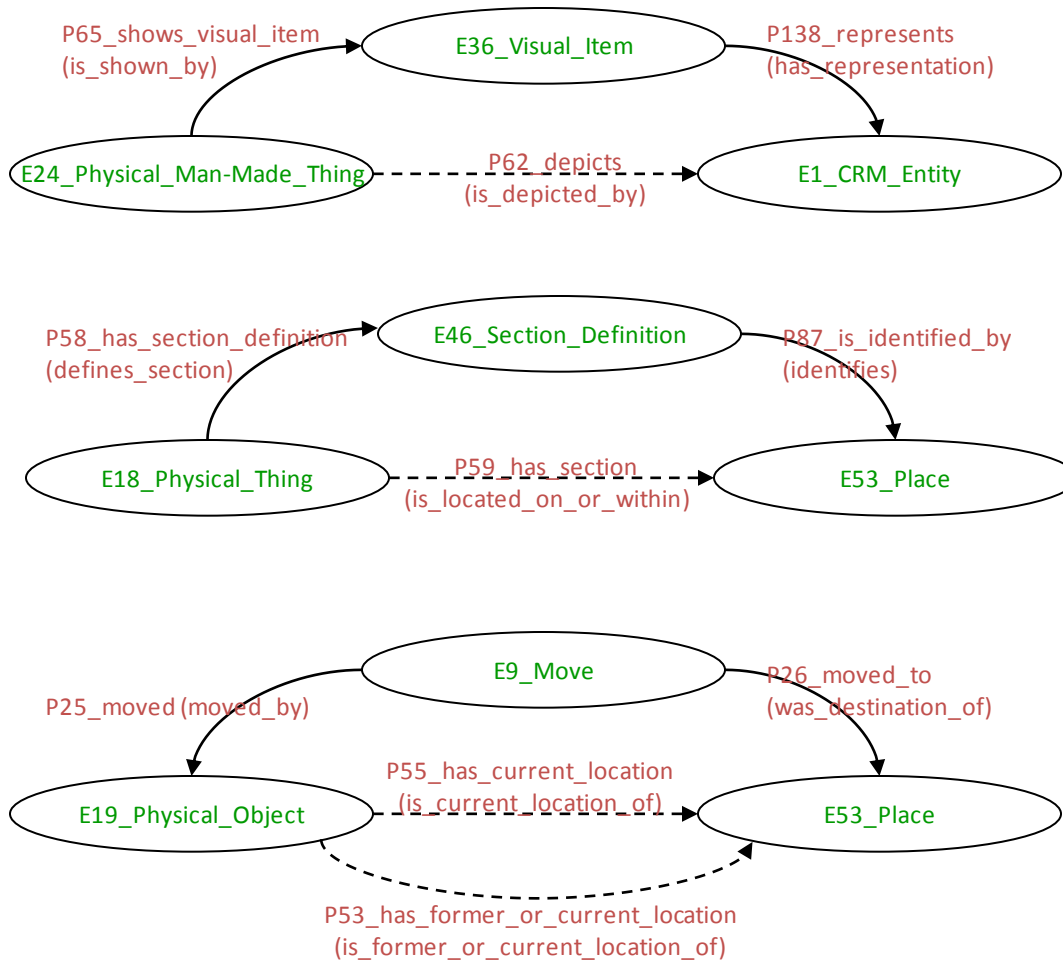 P65_shows_visual_item
(is_shown_by)
E36_Visual_Item
P138_represents
(has_representation)
E24_Physical_Man-Made_Thing
P62_depicts
(is_depicted_by)
E1_CRM_Entity
P58_has_section_definition
(defines_section)
E46_Section_Definition
P87_is_identified_by
(identifies)
E18_Physical_Thing
P59_has_section
(is_located_on_or_within)
E53_Place
E9_Move
P25_moved (moved_by)
P26_moved_to
(was_destination_of)
E19_Physical_Object
P55_has_current_location
(is_current_location_of)
E53_Place
P53_has_former_or_current_location
(is_former_or_current_location_of)